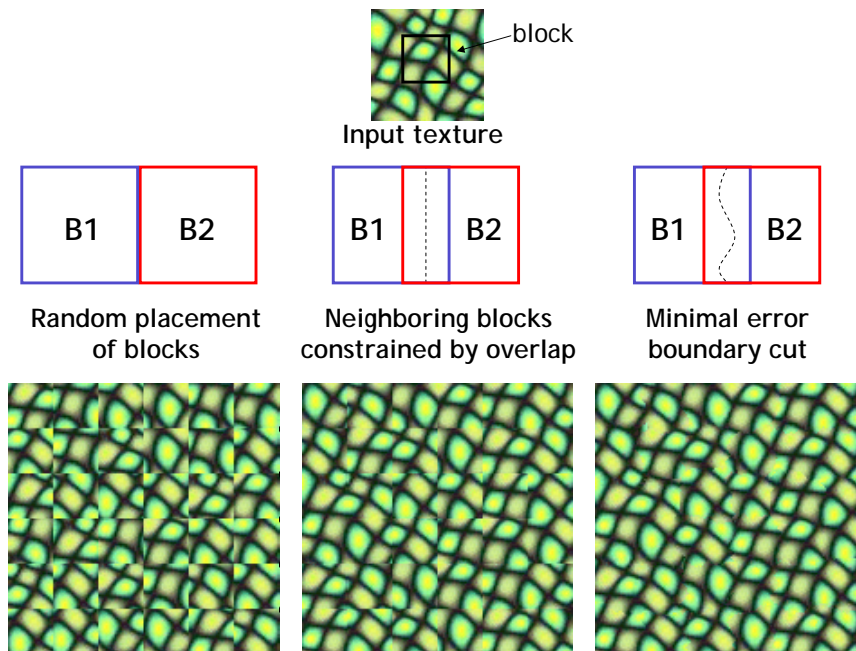 block
Input texture
B1
B2
B1
B2
B1
B2
Random placement
of blocks
Neighboring blocks
constrained by overlap
Minimal error
boundary cut